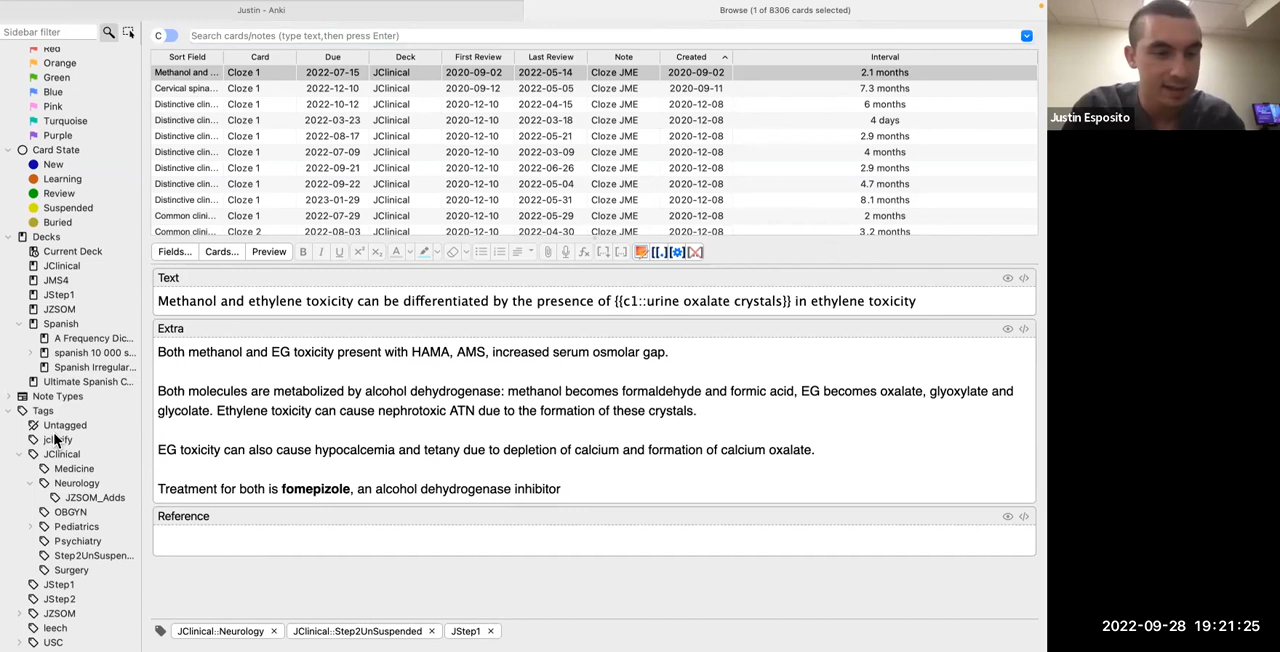 Justin - Anki
Browse (1 of 8306 cards selected)
Sidebar filter
C
Search cards/notes (type text,then press Enter)
Red
Orange
Green
Blue
Pink
Turquoise
Purple
Card State
New
Learning
Review
Suspended
Buried
Decks
Current Deck
JClinical
JMS4
JStep1
JZSOM
Spanish
A Frequency Dic...
spanish 10 000 s...
Spanish Irregular...
Ultimate Spanish C...
Note Types
Tags
Untagged
JClinical
Medicine
Neurology
JZSOM_Adds
OBGYN
Pediatrics
Psychiatry
Step2UnSuspen...
Surgery
JStep1
JStep2
JZSOM
leech
USC
Sort Field Card Due Deck First Review Last Review Note Created Interval
Methanol and ... Cloze 1 2022-07-15 JClinical 2020-09-02 2022-05-14 Cloze JME 2020-09-02 2.1 months
Cervical spina... Cloze 1 2022-12-10 JClinical 2020-09-12 2022-05-05 Cloze JME 2020-09-11 7.3 months
Distinctive clin... Cloze 1 2022-10-12 JClinical 2020-12-10 2022-04-15 Cloze JME 2020-12-08 6 months
Distinctive clin... Cloze 1 2022-03-23 JClinical 2020-12-10 2022-03-18 Cloze JME 2020-12-08 4 days
Distinctive clin... Cloze 1 2022-08-17 JClinical 2020-12-10 2022-05-21 Cloze JME 2020-12-08 2.9 months
Distinctive clin... Cloze 1 2022-07-09 JClinical 2020-12-10 2022-03-09 Cloze JME 2020-12-08 4 months
Distinctive clin... Cloze 1 2022-09-21 JClinical 2020-12-10 2022-06-26 Cloze JME 2020-12-08 2.9 months
Distinctive clin... Cloze 1 2022-09-22 JClinical 2020-12-10 2022-05-04 Cloze JME 2020-12-08 4.7 months
Distinctive clin... Cloze 1 2023-01-29 JClinical 2020-12-10 2022-05-31 Cloze JME 2020-12-08 8.1 months
Common clini... Cloze 1 2022-07-29 JClinical 2020-12-10 2022-05-29 Cloze JME 2020-12-08 2 months
Common clini... Cloze 2 2022-08-03 JClinical 2020-12-10 2022-04-30 Cloze JME 2020-12-08 3.2 months
Fields... Cards... Preview B I U X² X₂ A
Text
Methanol and ethylene toxicity can be differentiated by the presence of {{c1::urine oxalate crystals}} in ethylene toxicity
Extra
Both methanol and EG toxicity present with HAMA, AMS, increased serum osmolar gap.
Both molecules are metabolized by alcohol dehydrogenase: methanol becomes formaldehyde and formic acid, EG becomes oxalate, glyoxylate and
glycolate. Ethylene toxicity can cause nephrotoxic ATN due to the formation of these crystals.
EG toxicity can also cause hypocalcemia and tetany due to depletion of calcium and formation of calcium oxalate.
Treatment for both is fomepizole, an alcohol dehydrogenase inhibitor
Reference
JClinical::Neurology × JClinical::Step2UnSuspended × JStep1 ×
Justin Esposito
2022-09-28 19:21:25